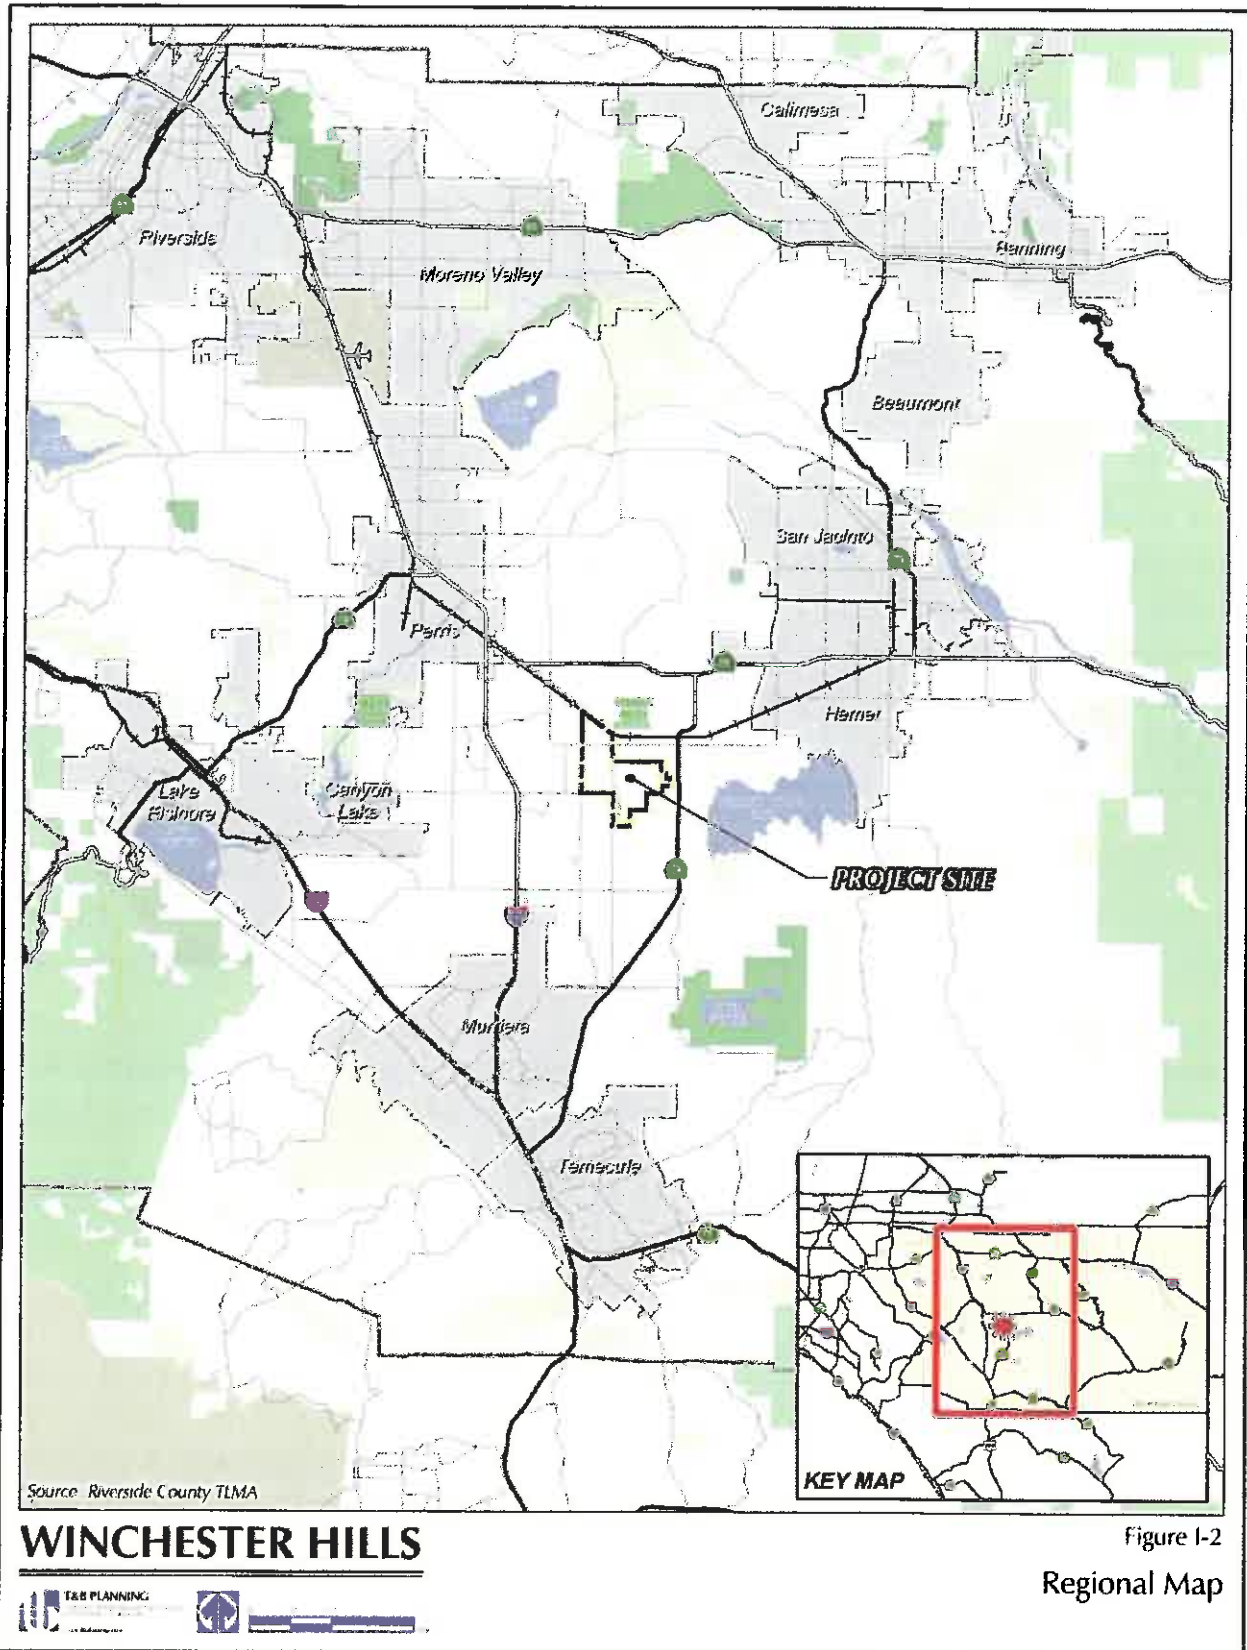 Calimesa
Riverside
Banning
Moreno Valley
Beaumont
San Jacinto
Perris
Hemet
Lake
Elsinore
Canyon
Lake
PROJECT SITE
Murrieta
Temecula
KEY MAP
Source: Riverside County TLMA
WINCHESTER HILLS
Figure I-2
T&B PLANNING
Regional Map